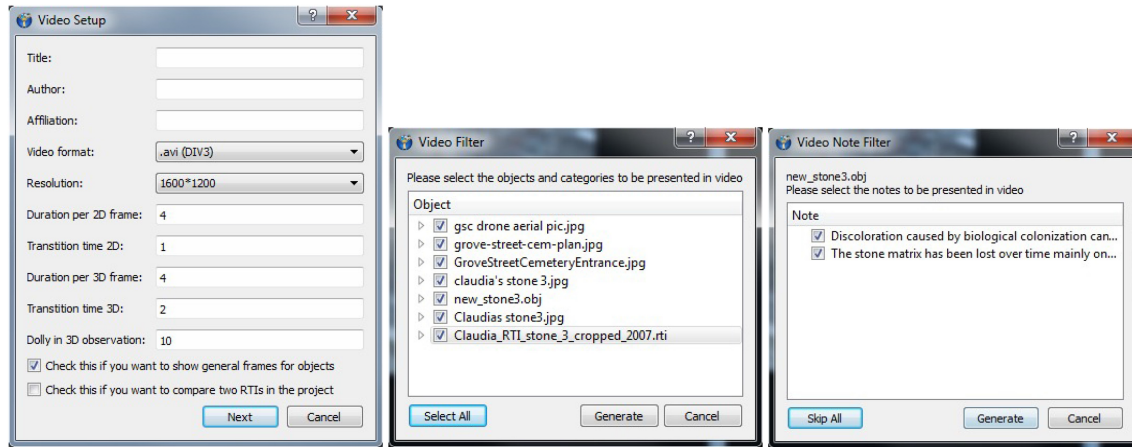 Video Setup
Title:
Author:
Affiliation:
Video format: .avi (DIV3)
Resolution: 1600*1200
Duration per 2D frame: 4
Transtition time 2D: 1
Duration per 3D frame: 4
Transtition time 3D: 2
Dolly in 3D observation: 10
Check this if you want to show general frames for objects
Check this if you want to compare two RTIs in the project
Next Cancel
Video Filter
Please select the objects and categories to be presented in video
Object
gsc drone aerial pic.jpg
grove-street-cem-plan.jpg
GroveStreetCemeteryEntrance.jpg
claudia's stone 3.jpg
new_stone3.obj
Claudias stone3.jpg
Claudia_RTI_stone_3_cropped_2007.rti
Select All Generate Cancel
Video Note Filter
new_stone3.obj
Please select the notes to be presented in video
Note
Discoloration caused by biological colonization can...
The stone matrix has been lost over time mainly on...
Skip All Generate Cancel